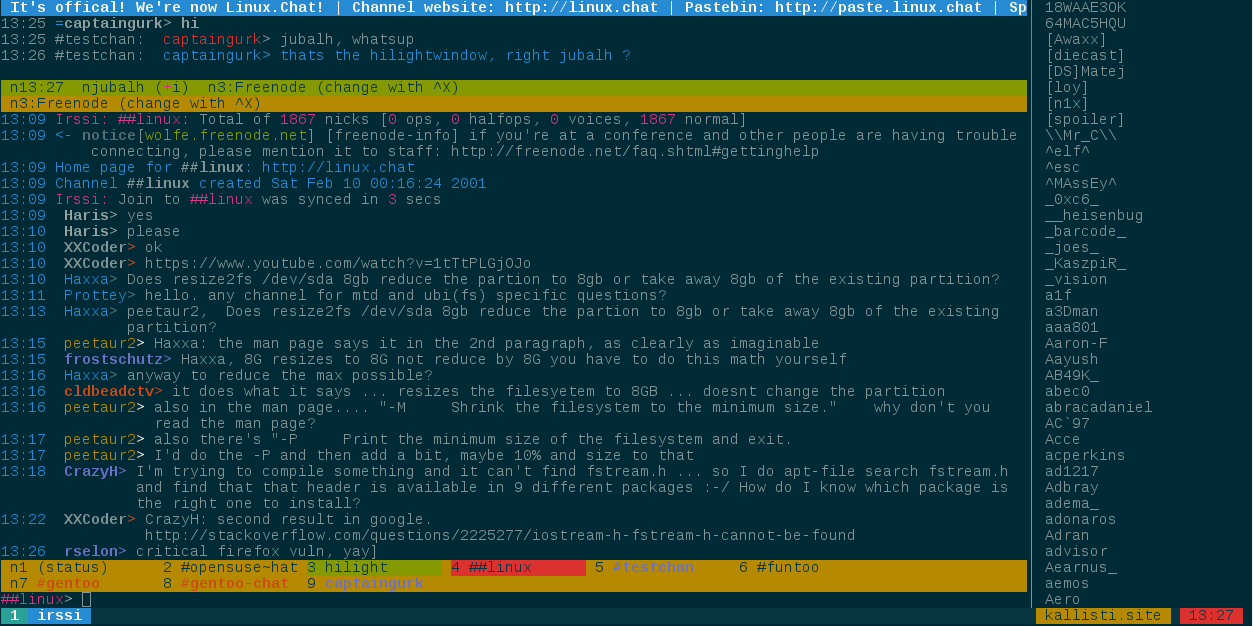 It's offical! We're now Linux.Chat! | Channel website: http://linux.chat | Pastebin: http://paste.linux.chat | Sp
13:25 =captaingurk> hi
13:25 #testchan:  captaingurk> jubalh, whatsup
13:26 #testchan:  captaingurk> thats the hilightwindow, right jubalh ?
n13:27  njubalh (+i)  n3:Freenode (change with ^X)
n3:Freenode (change with ^X)
13:09 Irssi: ##linux: Total of 1867 nicks [0 ops, 0 halfops, 0 voices, 1867 normal]
13:09 <- notice[wolfe.freenode.net] [freenode-info] if you're at a conference and other people are having trouble
connecting, please mention it to staff: http://freenode.net/faq.shtml#gettinghelp
13:09 Home page for ##linux: http://linux.chat
13:09 Channel ##linux created Sat Feb 10 00:16:24 2001
13:09 Irssi: Join to ##linux was synced in 3 secs
13:09  Haris> yes
13:10  Haris> please
13:10  XXCoder> ok
13:10  XXCoder> https://www.youtube.com/watch?v=1tTtPLGjOJo
13:10  Haxxa> Does resize2fs /dev/sda 8gb reduce the partion to 8gb or take away 8gb of the existing partition?
13:11  Prottey> hello. any channel for mtd and ubi(fs) specific questions?
13:13  Haxxa> peetaur2,  Does resize2fs /dev/sda 8gb reduce the partion to 8gb or take away 8gb of the existing
partition?
13:15  peetaur2> Haxxa: the man page says it in the 2nd paragraph, as clearly as imaginable
13:15  frostschutz> Haxxa, 8G resizes to 8G not reduce by 8G you have to do this math yourself
13:16  Haxxa> anyway to reduce the max possible?
13:16  cldbeadctv> it does what it says ... resizes the filesyetem to 8GB ... doesnt change the partition
13:16  peetaur2> also in the man page.... "-M     Shrink the filesystem to the minimum size."    why don't you
read the man page?
13:17  peetaur2> also there's "-P     Print the minimum size of the filesystem and exit.
13:17  peetaur2> I'd do the -P and then add a bit, maybe 10% and size to that
13:18  CrazyH> I'm trying to compile something and it can't find fstream.h ... so I do apt-file search fstream.h
and find that that header is available in 9 different packages :-/ How do I know which package is
the right one to install?
13:22  XXCoder> CrazyH: second result in google.
http://stackoverflow.com/questions/2225277/iostream-h-fstream-h-cannot-be-found
13:26  rselon> critical firefox vuln, yay]
n1 (status)      2 #opensuse~hat 3 hilight       4 ##linux       5 #testchan     6 #funtoo
n7 #gentoo       8 #gentoo-chat  9 captaingurk
##linux>
1 irssi
18WAAE3OK
64MAC5HQU
[Awaxx]
[diecast]
[DS]Matej
[loy]
[n1x]
[spoiler]
\\Mr_C\\
^elf^
^esc
^MAssEy^
_0xc6_
__heisenbug
_barcode_
_joes_
_KaszpiR_
_vision
a1f
a3Dman
aaa801
Aaron-F
Aayush
AB49K_
abec0
abracadaniel
AC`97
Acce
acperkins
ad1217
Adbray
adema_
adonaros
Adran
advisor
Aearnus_
aemos
Aero
kallisti.site 13:27